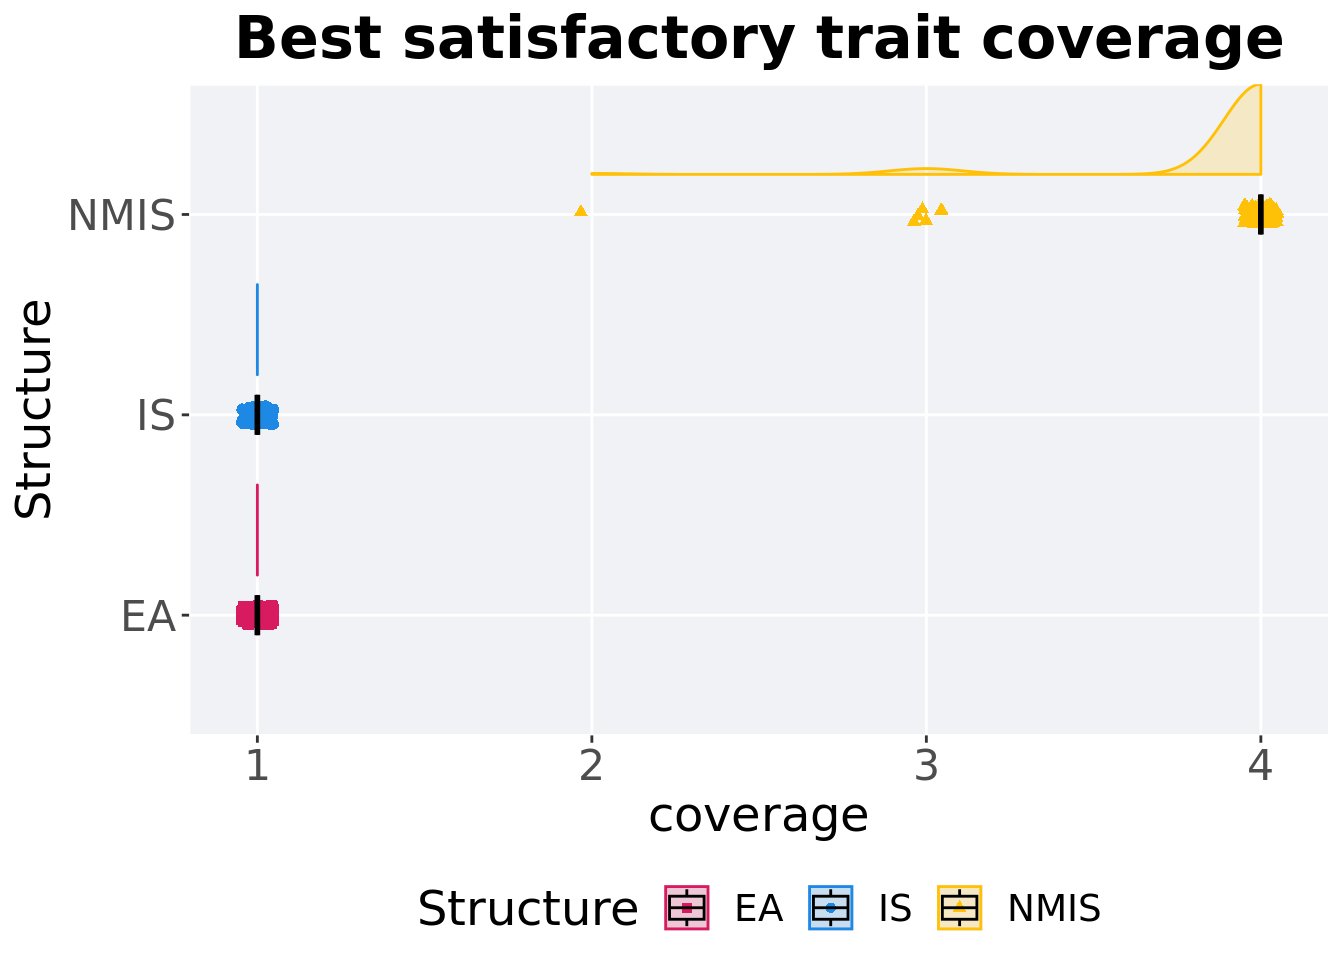 Best satisfactory trait coverage
Structure
NMIS
IS
EA
1 2 3 4
coverage
Structure EA IS NMIS